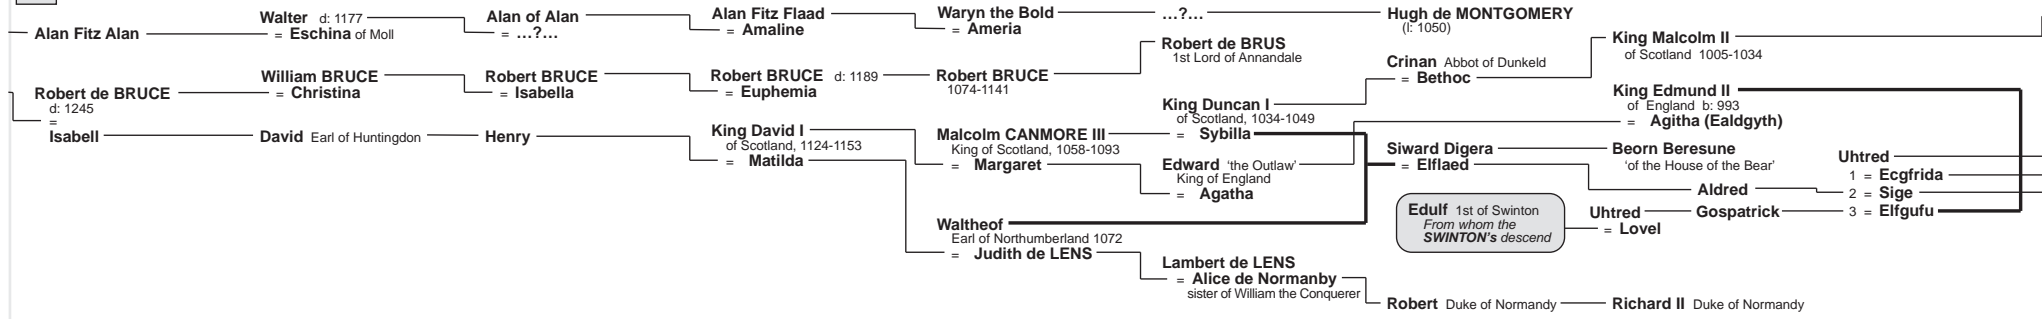 Alan Fitz Alan
Robert de BRUCE
d: 1245
=
Isabell
Walter d: 1177
= Eschina of Moll
William BRUCE
= Christina
David Earl of Huntingdon
Alan of Alan
= ...?...
Robert BRUCE
= Isabella
Henry
Alan Fitz Flaad
= Amaline
Robert BRUCE d: 1189
= Euphemia
King David I
of Scotland, 1124-1153
= Matilda
Waryn the Bold
= Ameria
Robert BRUCE
1074-1141
Malcolm CANMORE III
King of Scotland, 1058-1093
= Margaret
Waltheof
Earl of Northumberland 1072
= Judith de LENS
...?...
Robert de BRUS
1st Lord of Annandale
King Duncan I
of Scotland, 1034-1049
= Sybilla
Edward 'the Outlaw'
King of England
= Agatha
Lambert de LENS
= Alice de Normanby
sister of William the Conquerer
Hugh de MONTGOMERY
(l: 1050)
Crinan Abbot of Dunkeld
= Bethoc
Siward Digera
= Elflaed
Edulf 1st of Swinton
From whom the
SWINTON's descend
Robert Duke of Normandy
King Malcolm II
of Scotland 1005-1034
King Edmund II
of England b: 993
= Agitha (Ealdgyth)
Beorn Beresune
'of the House of the Bear'
Aldred
Uhtred
= Lovel
Gospatrick
Richard II Duke of Normandy
Uhtred
1 = Ecgfrida
2 = Sige
3 = Elfgufu